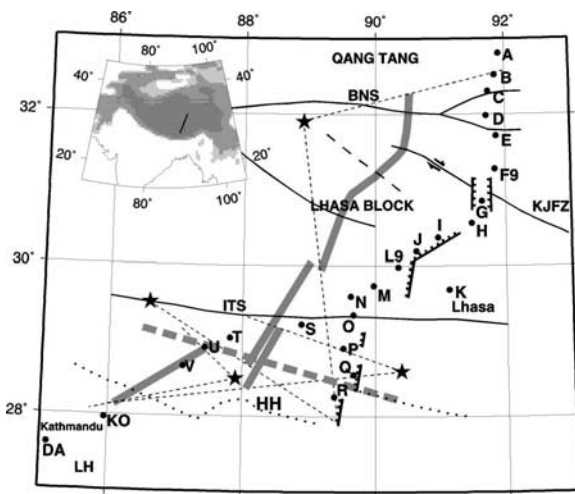 86° 88° 90° 92°
80° 100°
40° 40°
20° 20°
80° 100°
32°
30°
28°
QANG TANG
A
B
BNS
C
D
E
F9
LHASA BLOCK
G
KJFZ
H
I
J
L9
K
Lhasa
M
N
ITS
O
S
T
U
P
V
Q
R
HH
KO
Kathmandu
DA
LH